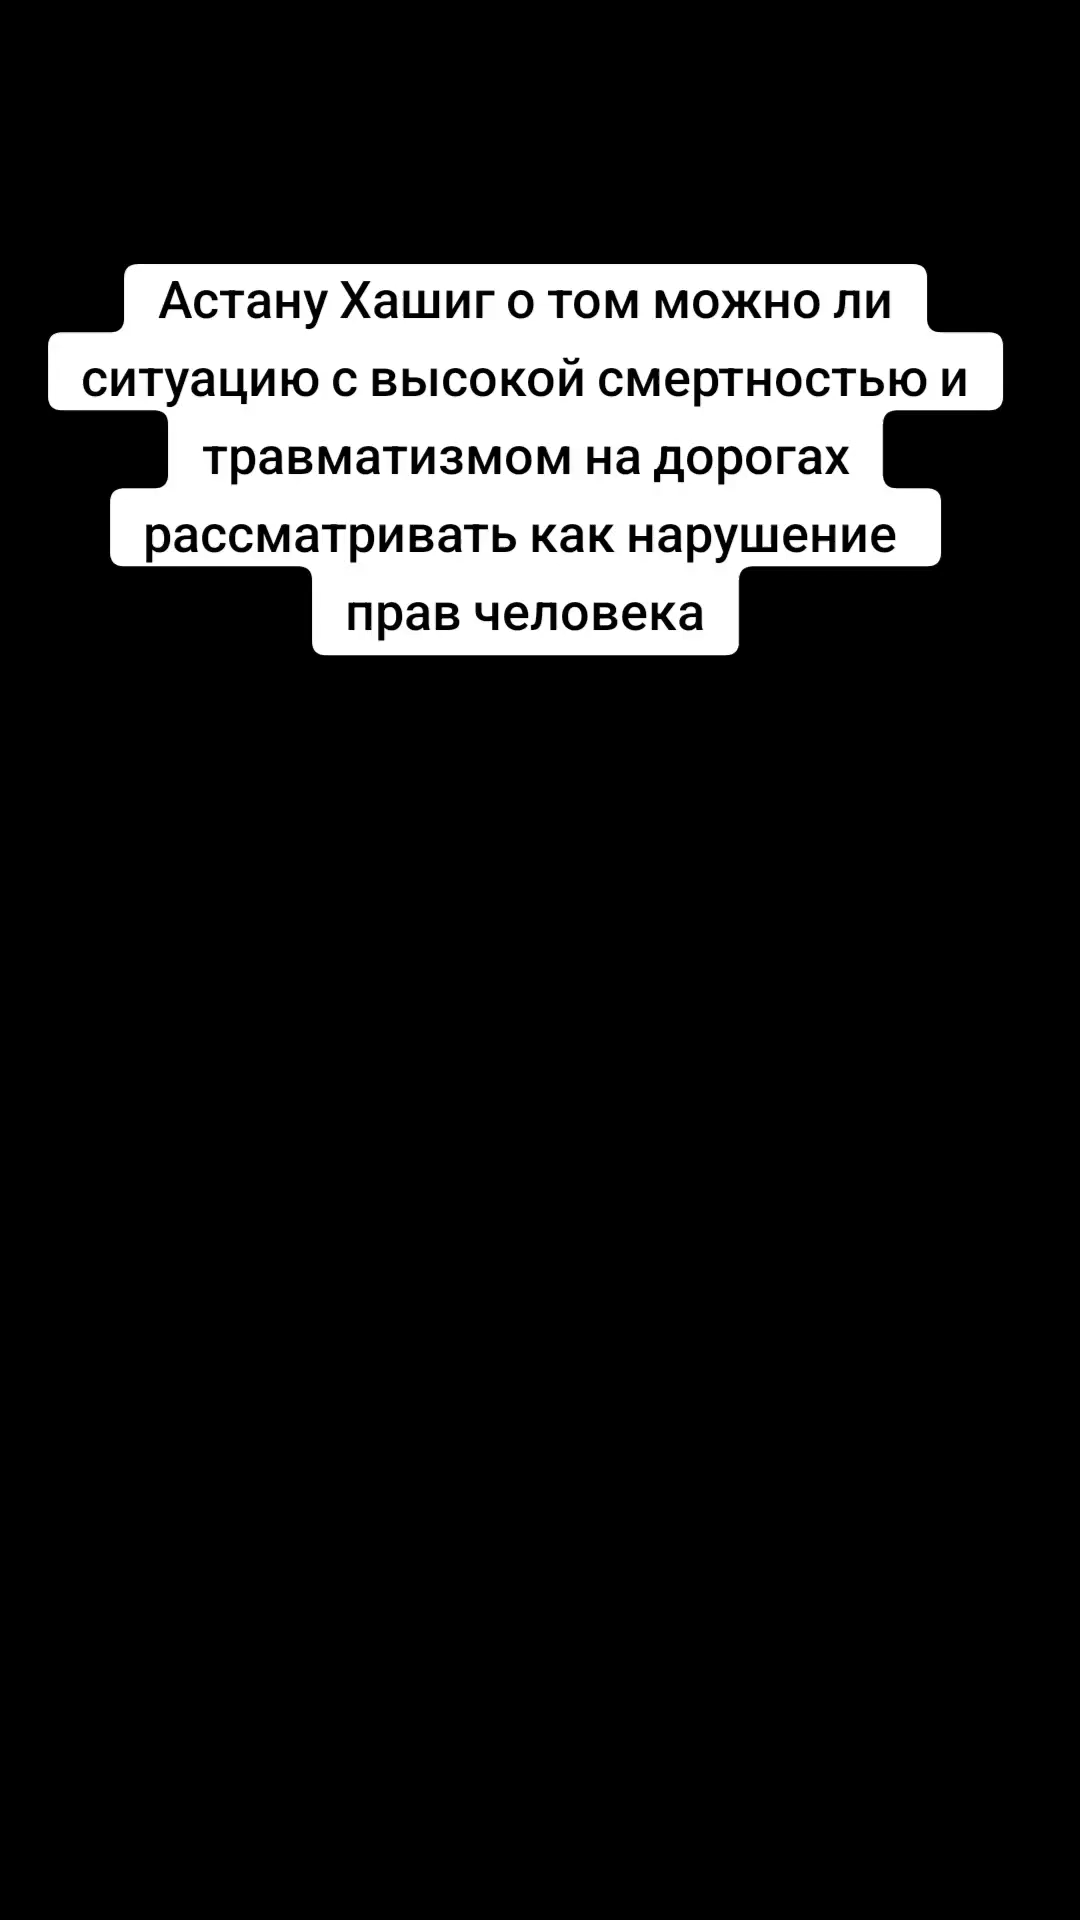 Астану Хашиг о том можно ли
ситуацию с высокой смертностью и
травматизмом на дорогах
рассматривать как нарушение
прав человека